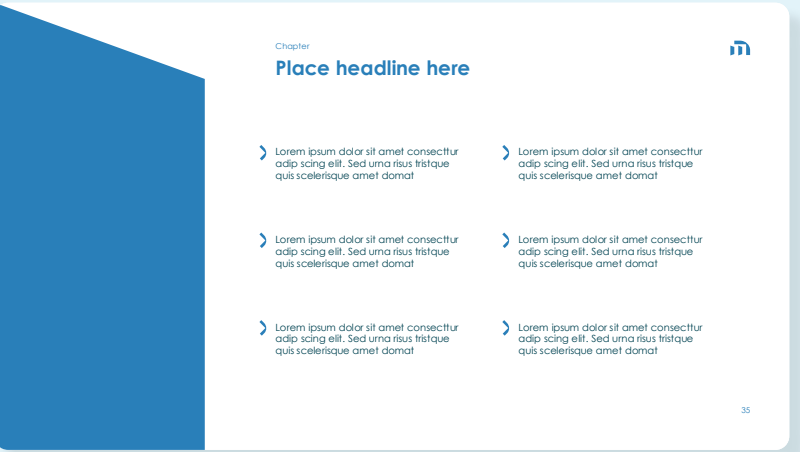 Chapter
Place headline here
Lorem ipsum dolor sit amet consecttur
adip scing elit. Sed urna risus tristque
quis scelerisque amet domat
Lorem ipsum dolor sit amet consecttur
adip scing elit. Sed urna risus tristque
quis scelerisque amet domat
Lorem ipsum dolor sit amet consecttur
adip scing elit. Sed urna risus tristque
quis scelerisque amet domat
Lorem ipsum dolor sit amet consecttur
adip scing elit. Sed urna risus tristque
quis scelerisque amet domat
Lorem ipsum dolor sit amet consecttur
adip scing elit. Sed urna risus tristque
quis scelerisque amet domat
Lorem ipsum dolor sit amet consecttur
adip scing elit. Sed urna risus tristque
quis scelerisque amet domat
35